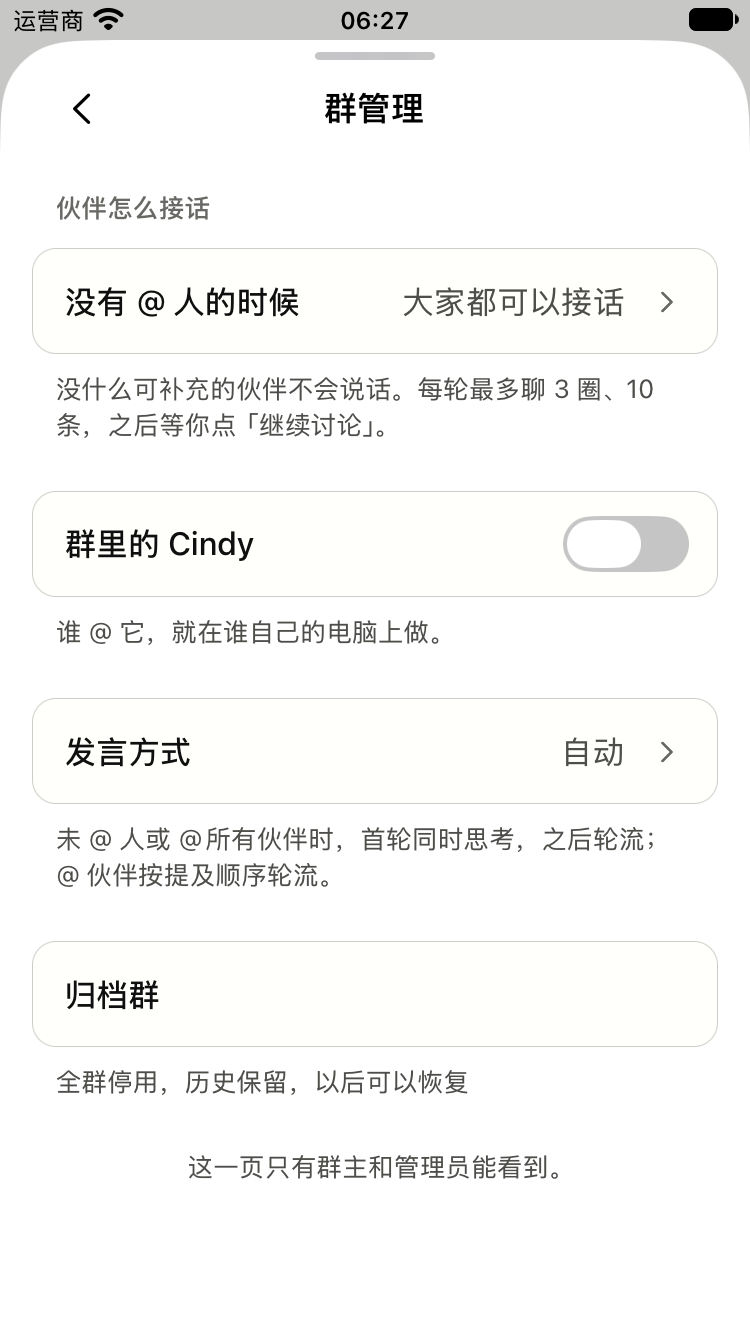 运营商
06:27
群管理
伙伴怎么接话
没有 @ 人的时候
大家都可以接话
没什么可补充的伙伴不会说话。每轮最多聊 3 圈、10
条，之后等你点「继续讨论」。
群里的 Cindy
谁 @ 它，就在谁自己的电脑上做。
发言方式
自动
未 @ 人或 @所有伙伴时，首轮同时思考，之后轮流；
@ 伙伴按提及顺序轮流。
归档群
全群停用，历史保留，以后可以恢复
这一页只有群主和管理员能看到。